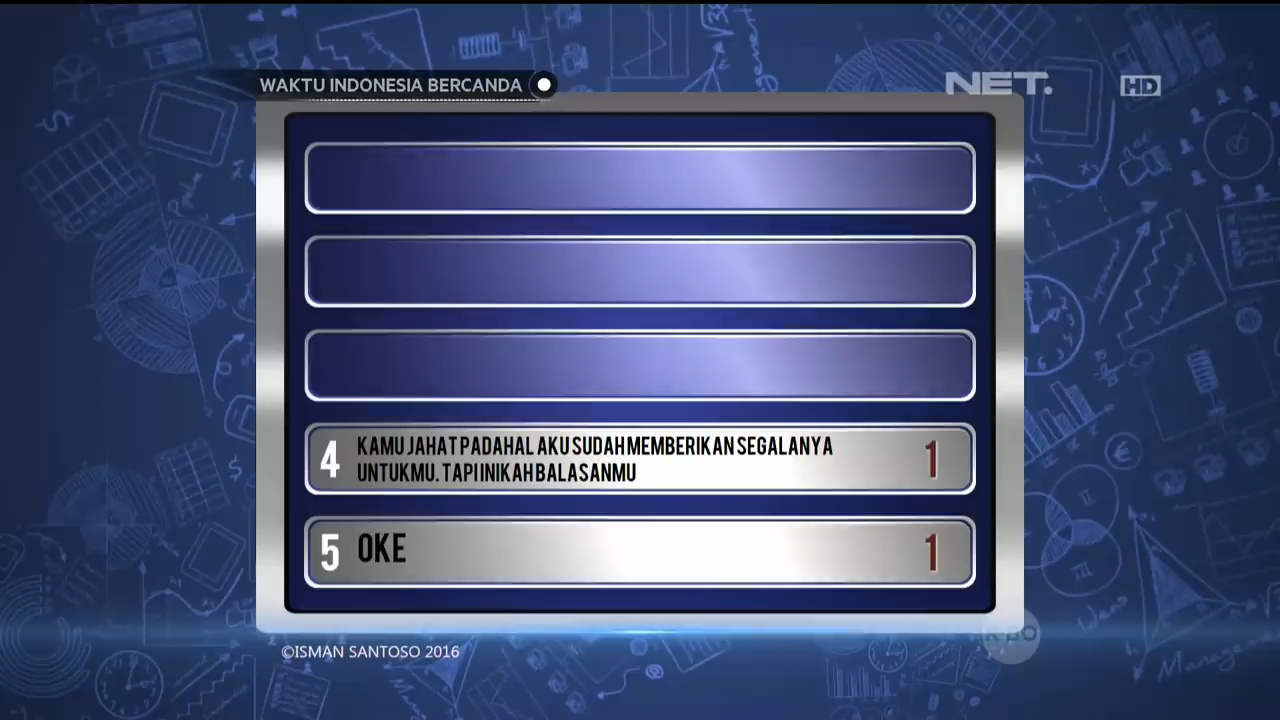 WAKTU INDONESIA BERCANDA
NET.
HD
4 KAMU JAHAT PADAHAL AKU SUDAH MEMBERIKAN SEGALANYA 1
UNTUKMU. TAPI INIKAH BALASANMU
5 OKE 1
©ISMAN SANTOSO 2016